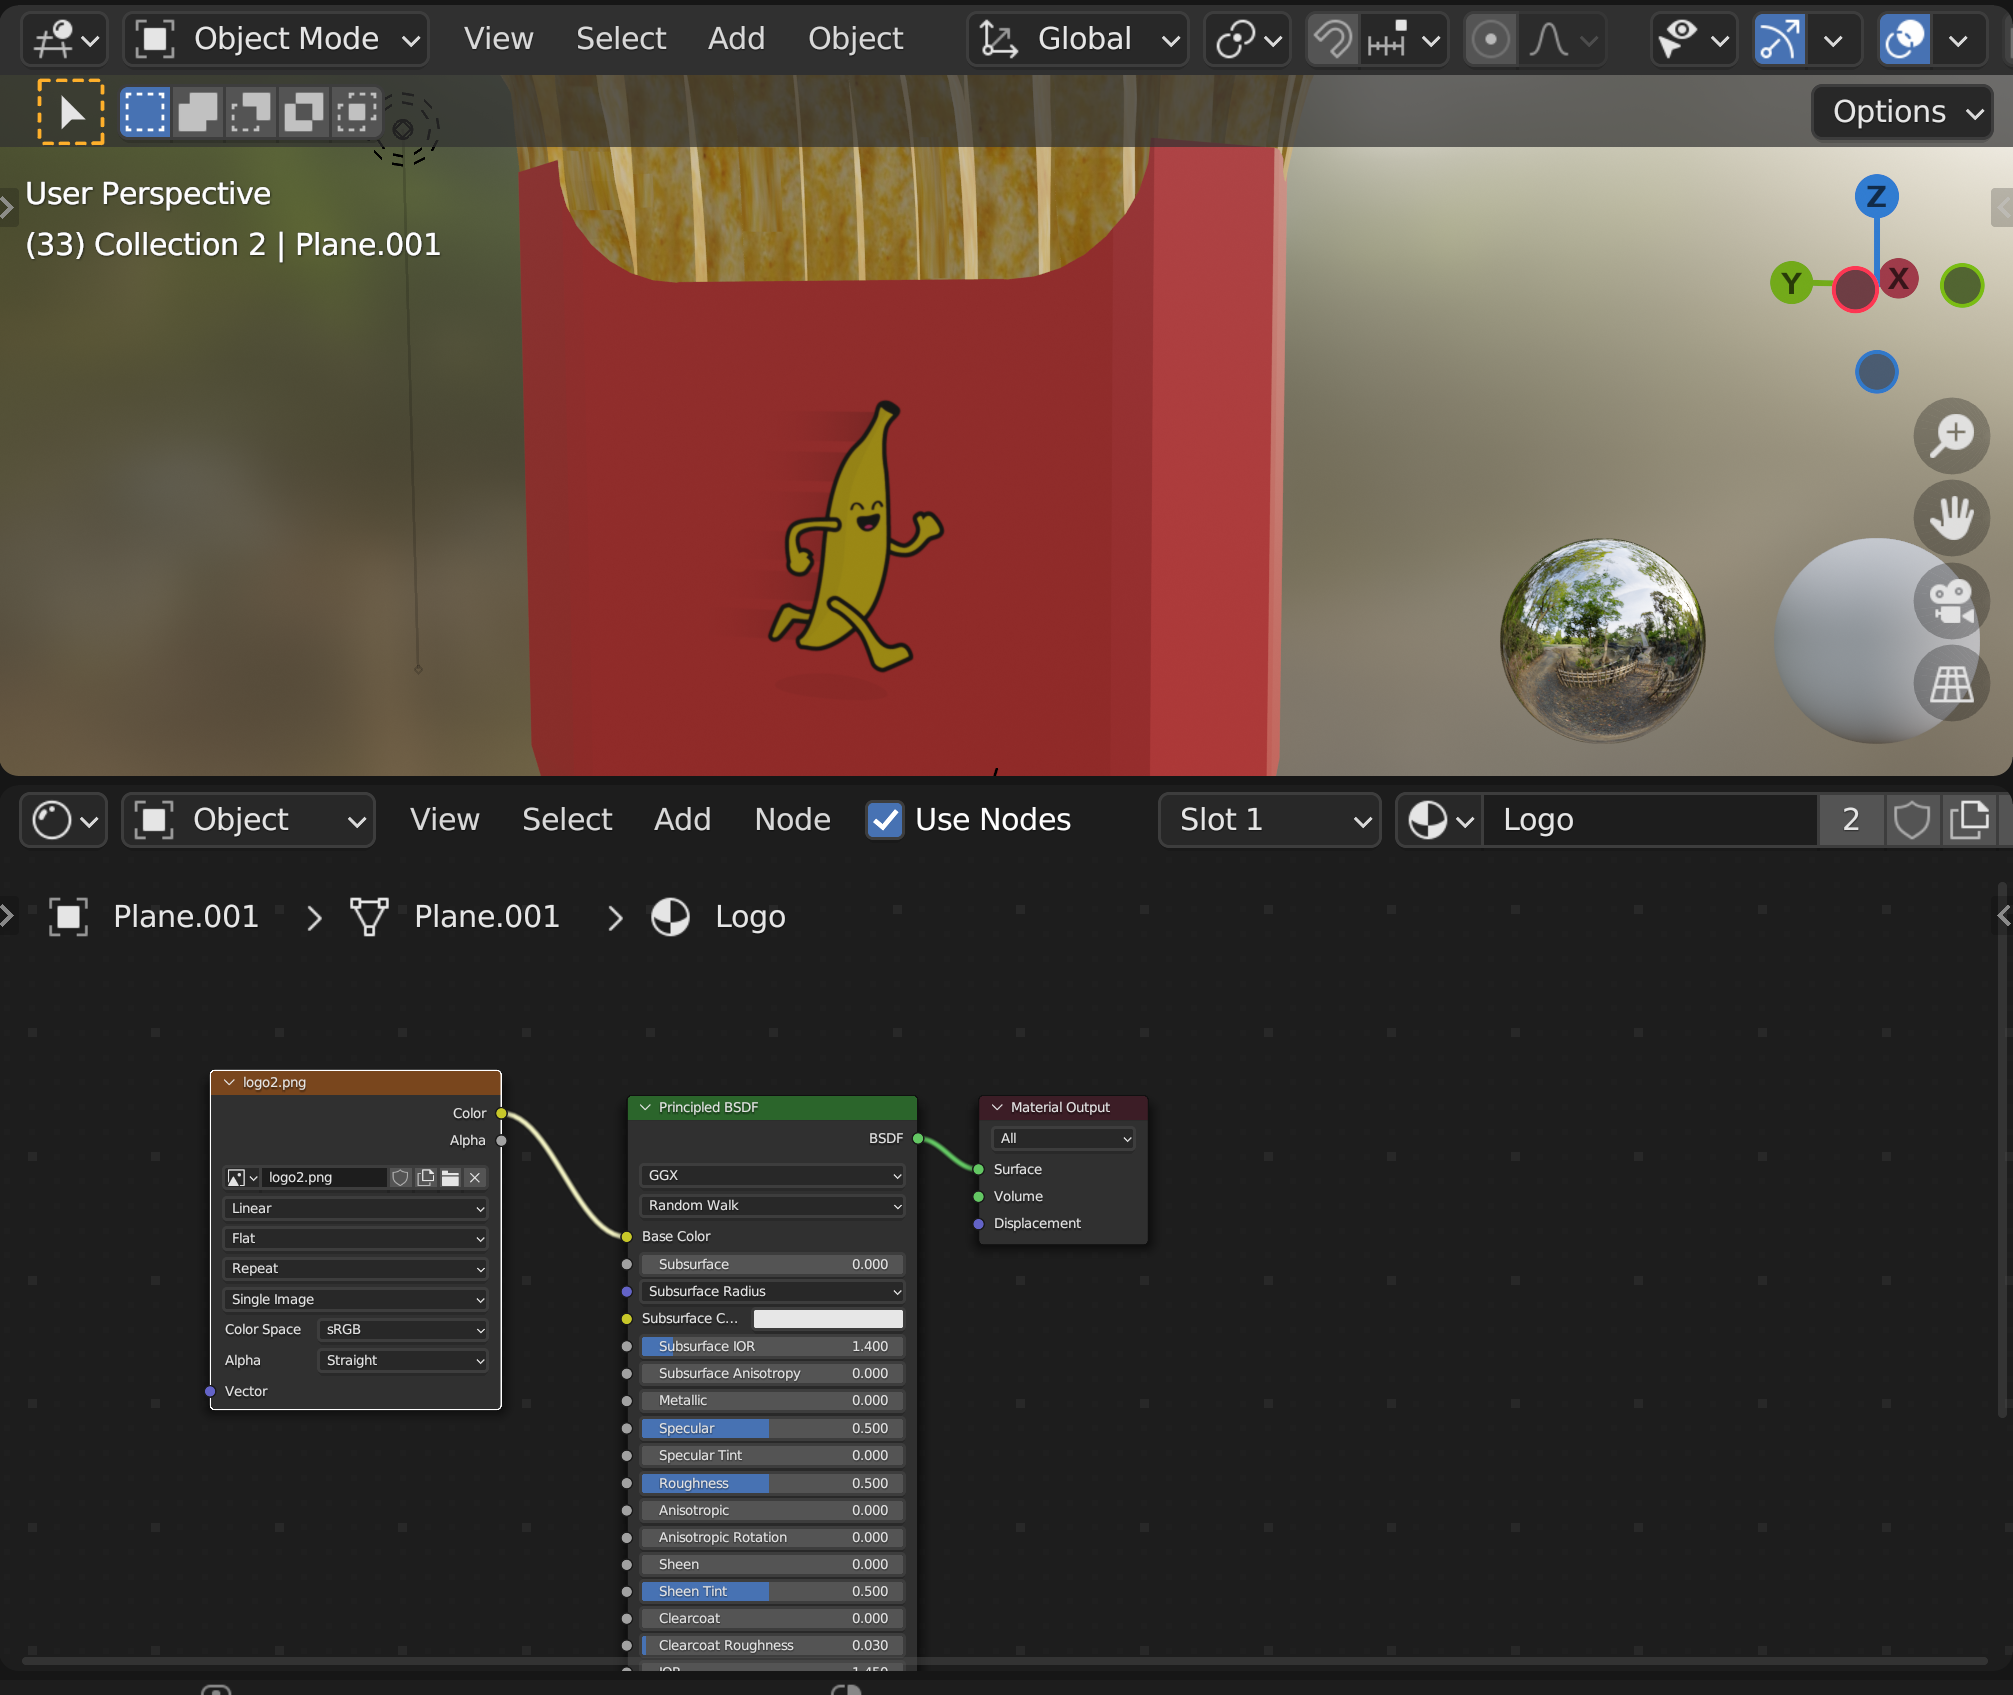 Object Mode View Select Add Object Global
Options
User Perspective
(33) Collection 2 | Plane.001
Z
Y X
Object View Select Add Node Use Nodes Slot 1 Logo 2
Plane.001 Plane.001 Logo
logo2.png
Color
Alpha
logo2.png
Linear
Flat
Repeat
Single Image
Color Space sRGB
Alpha Straight
Vector
Principled BSDF
BSDF
GGX
Random Walk
Base Color
Subsurface 0.000
Subsurface Radius
Subsurface C...
Subsurface IOR 1.400
Subsurface Anisotropy 0.000
Metallic 0.000
Specular 0.500
Specular Tint 0.000
Roughness 0.500
Anisotropic 0.000
Anisotropic Rotation 0.000
Sheen 0.000
Sheen Tint 0.500
Clearcoat 0.000
Clearcoat Roughness 0.030
IOR 1.450
Material Output
All
Surface
Volume
Displacement